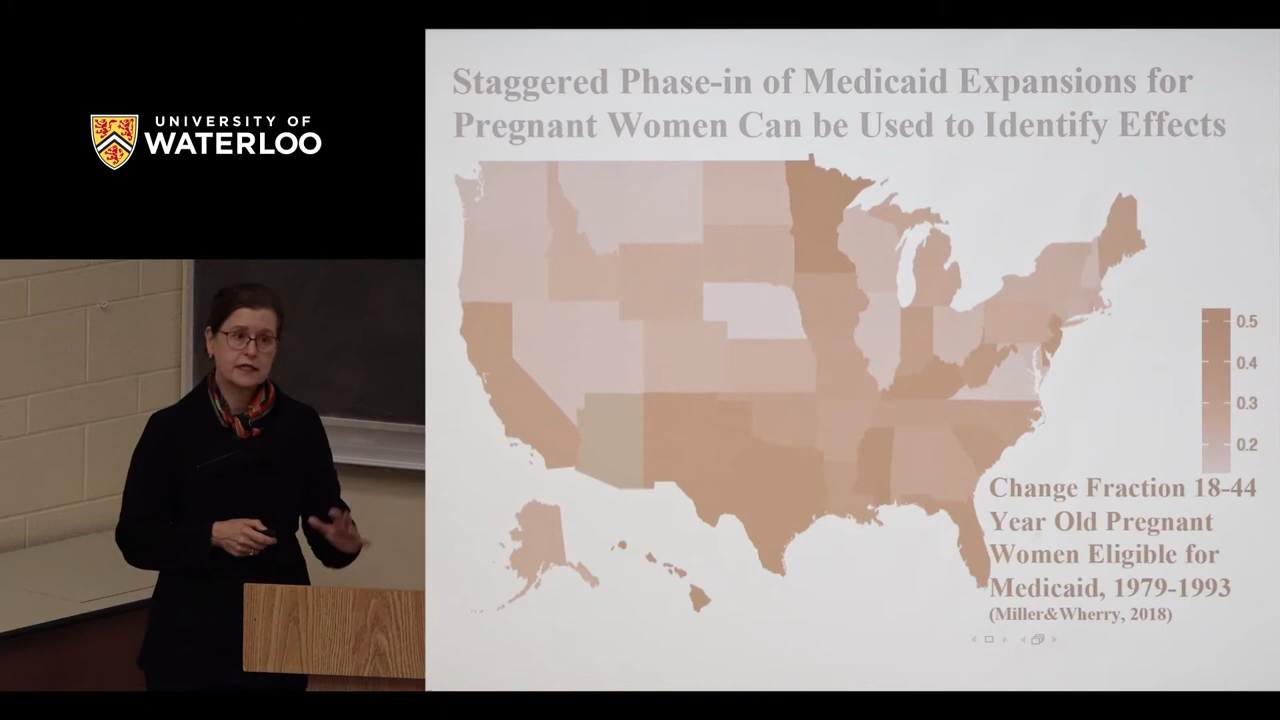 UNIVERSITY OF
WATERLOO
Staggered Phase-in of Medicaid Expansions for
Pregnant Women Can be Used to Identify Effects
0.5
0.4
0.3
0.2
Change Fraction 18-44
Year Old Pregnant
Women Eligible for
Medicaid, 1979-1993
(Miller&Wherry, 2018)